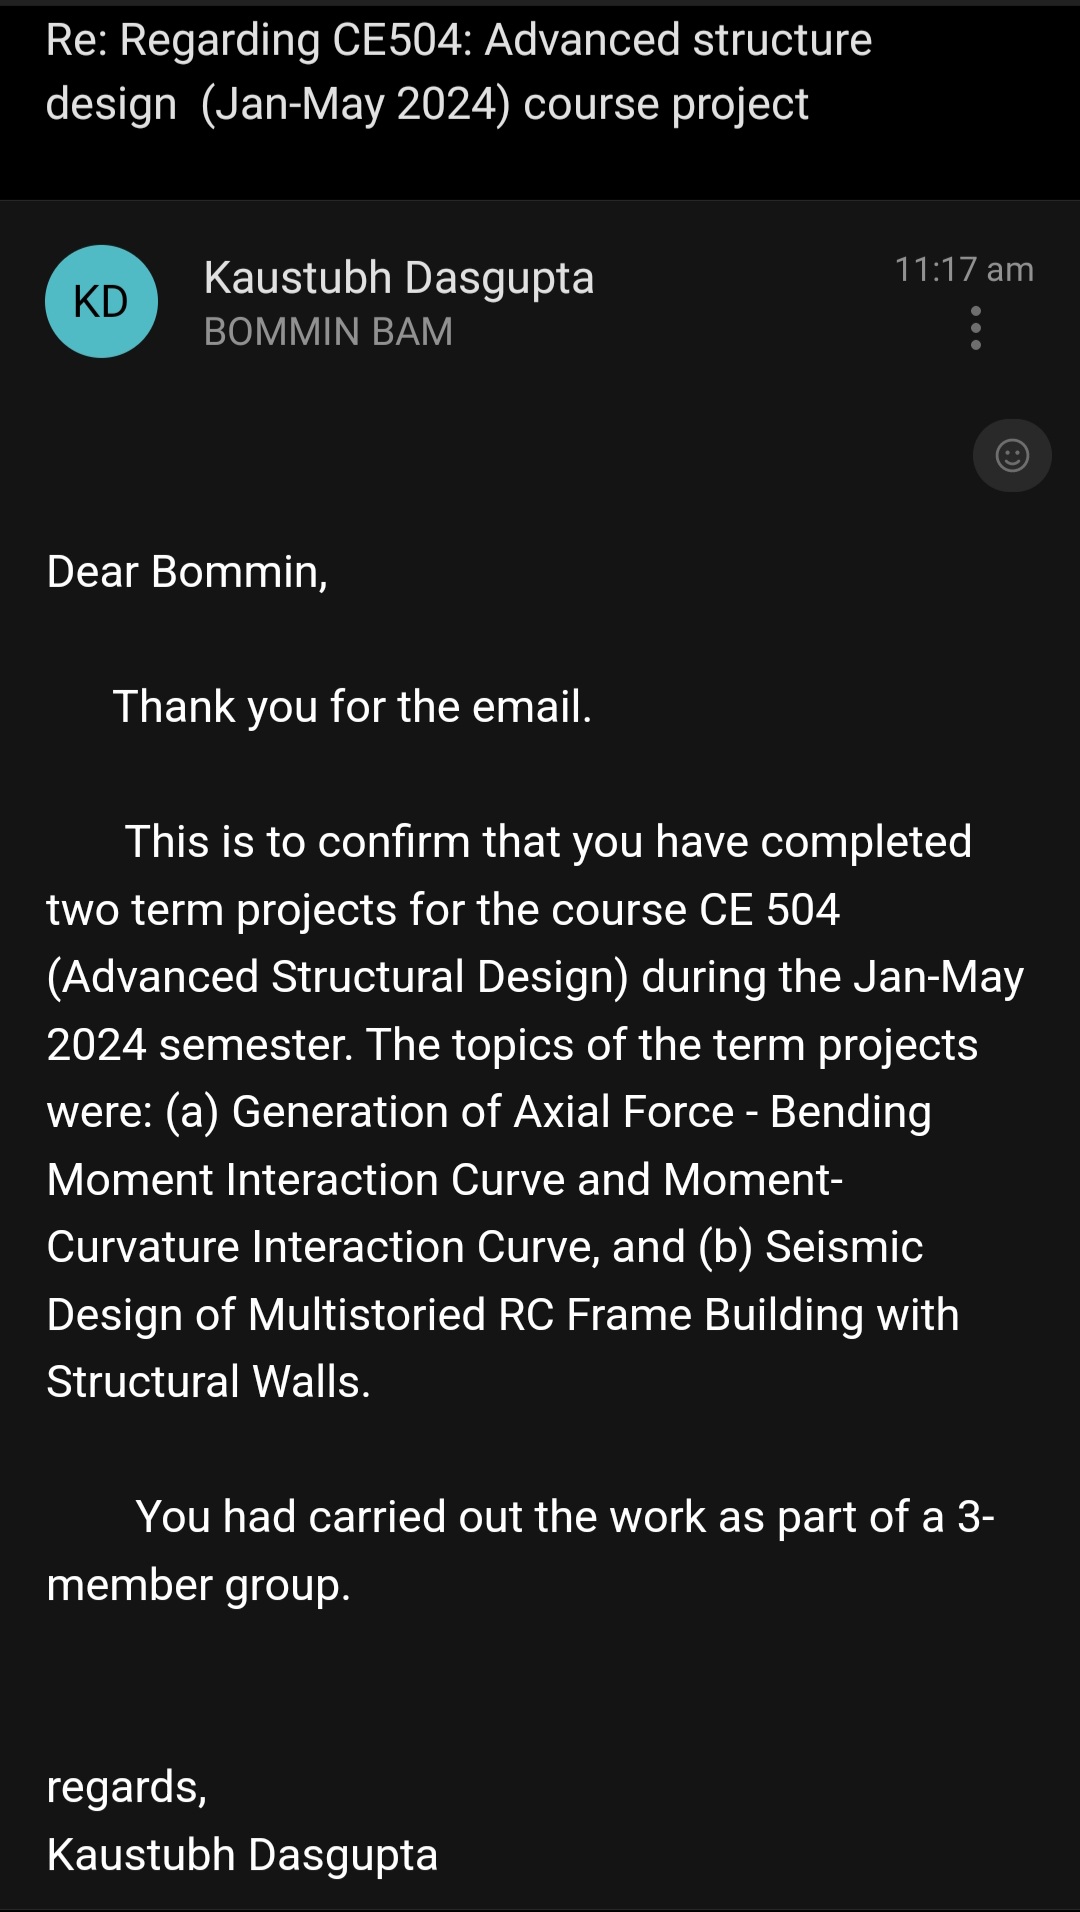 Re: Regarding CE504: Advanced structure
design  (Jan-May 2024) course project
KD
Kaustubh Dasgupta
11:17 am
BOMMIN BAM
Dear Bommin,
Thank you for the email.
This is to confirm that you have completed
two term projects for the course CE 504
(Advanced Structural Design) during the Jan-May
2024 semester. The topics of the term projects
were: (a) Generation of Axial Force - Bending
Moment Interaction Curve and Moment-
Curvature Interaction Curve, and (b) Seismic
Design of Multistoried RC Frame Building with
Structural Walls.
You had carried out the work as part of a 3-
member group.
regards,
Kaustubh Dasgupta